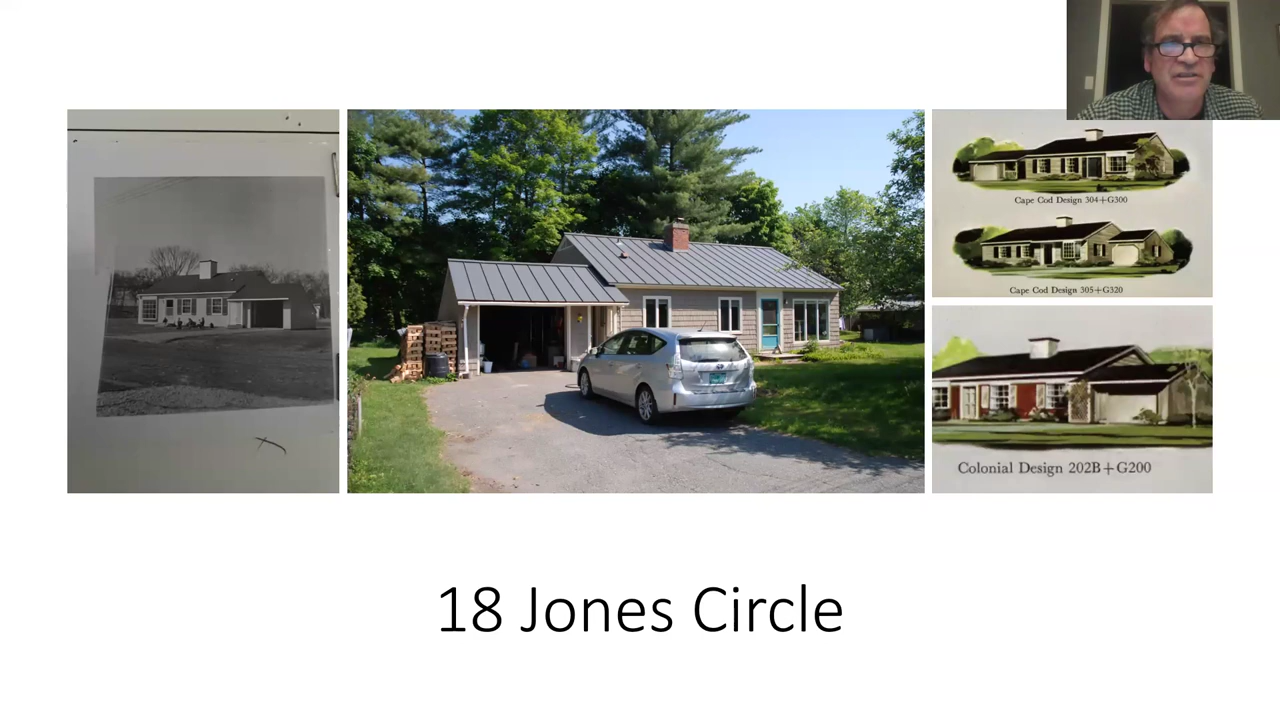 Cape Cod Design 304+G300
Cape Cod Design 305+G320
Colonial Design 202B+G200
18 Jones Circle